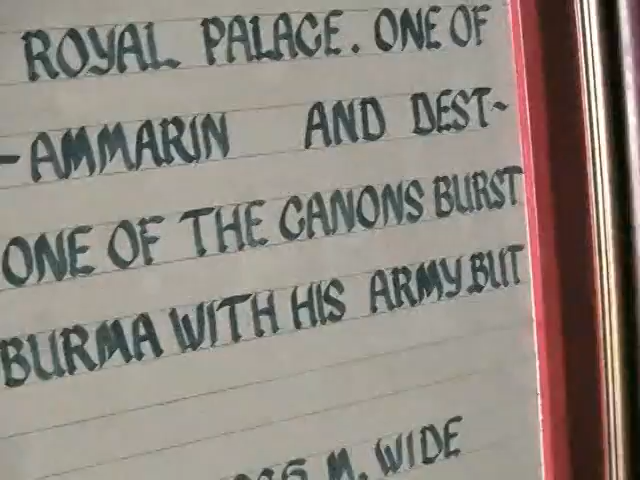 ROYAL PALACE. ONE OF
-AMMARIN AND DEST~
ONE OF THE CANONS BURST
BURMA WITH HIS ARMY.BUT
M. WIDE